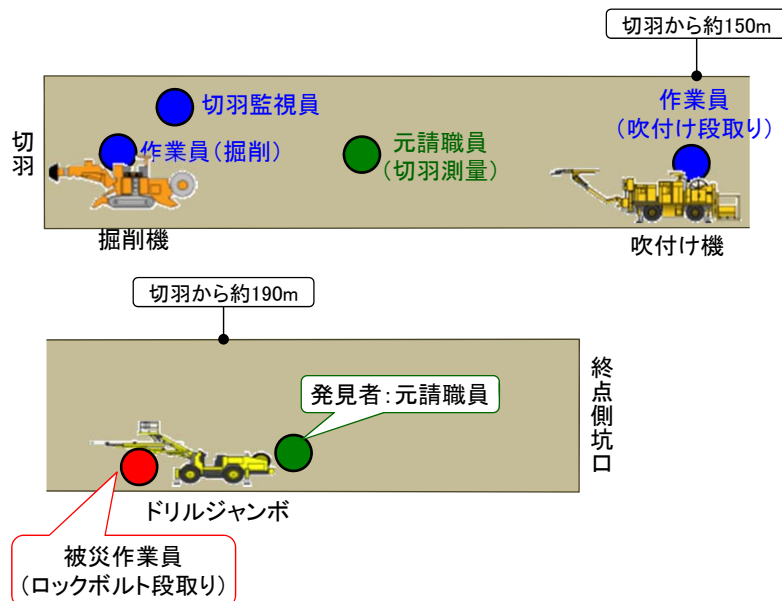 切羽から約150m
切羽
切羽監視員
作業員(掘削)
掘削機
元請職員
(切羽測量)
作業員
(吹付け段取り)
吹付け機
切羽から約190m
発見者:元請職員
終点側坑口
ドリルジャンボ
被災作業員
(ロックボルト段取り)